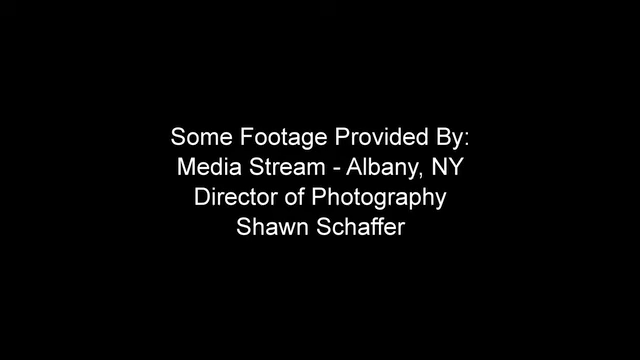 Some Footage Provided By:
Media Stream - Albany, NY
Director of Photography
Shawn Schaffer